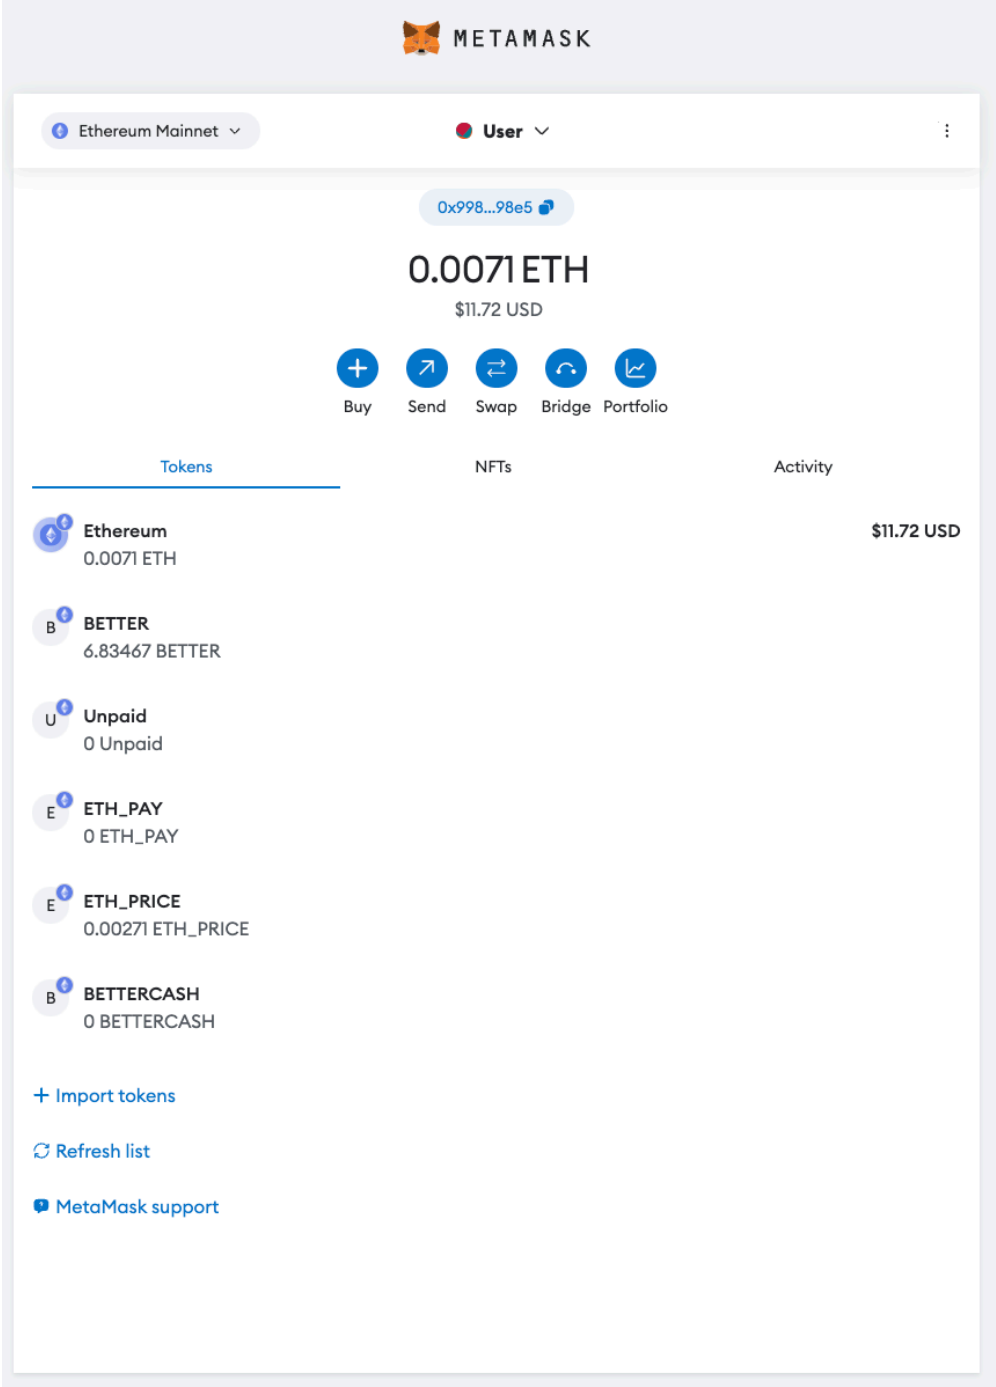 METAMASK
Ethereum Mainnet
User
0x998...98e5
0.0071 ETH
$11.72 USD
Buy Send Swap Bridge Portfolio
Tokens NFTs Activity
Ethereum $11.72 USD
0.0071 ETH
B BETTER
6.83467 BETTER
U Unpaid
0 Unpaid
E ETH_PAY
0 ETH_PAY
E ETH_PRICE
0.00271 ETH_PRICE
B BETTERCASH
0 BETTERCASH
+ Import tokens
Refresh list
MetaMask support